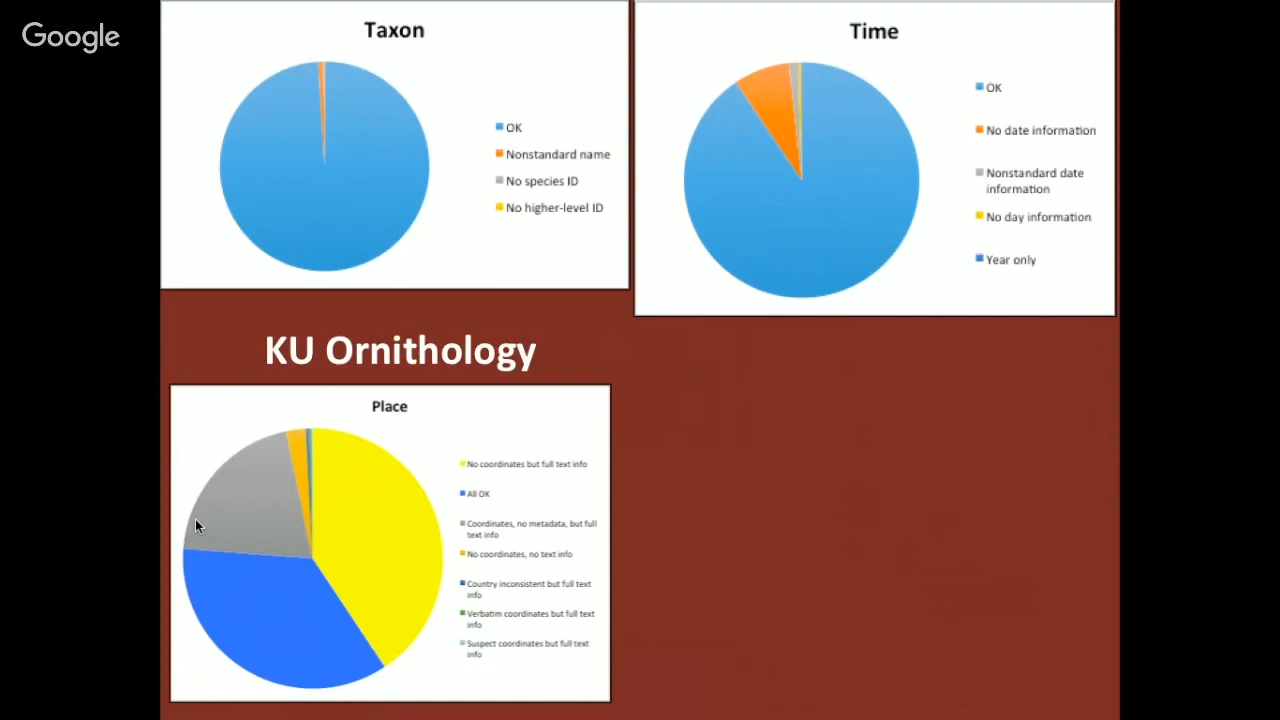 Google
Taxon
OK
Nonstandard name
No species ID
No higher-level ID
Time
OK
No date information
Nonstandard date
information
No day information
Year only
KU Ornithology
Place
No coordinates but full text info
All OK
Coordinates, no metadata, but full
text info
No coordinates, no text info
Country inconsistent but full text
info
Verbatim coordinates but full text
info
Suspect coordinates but full text
info